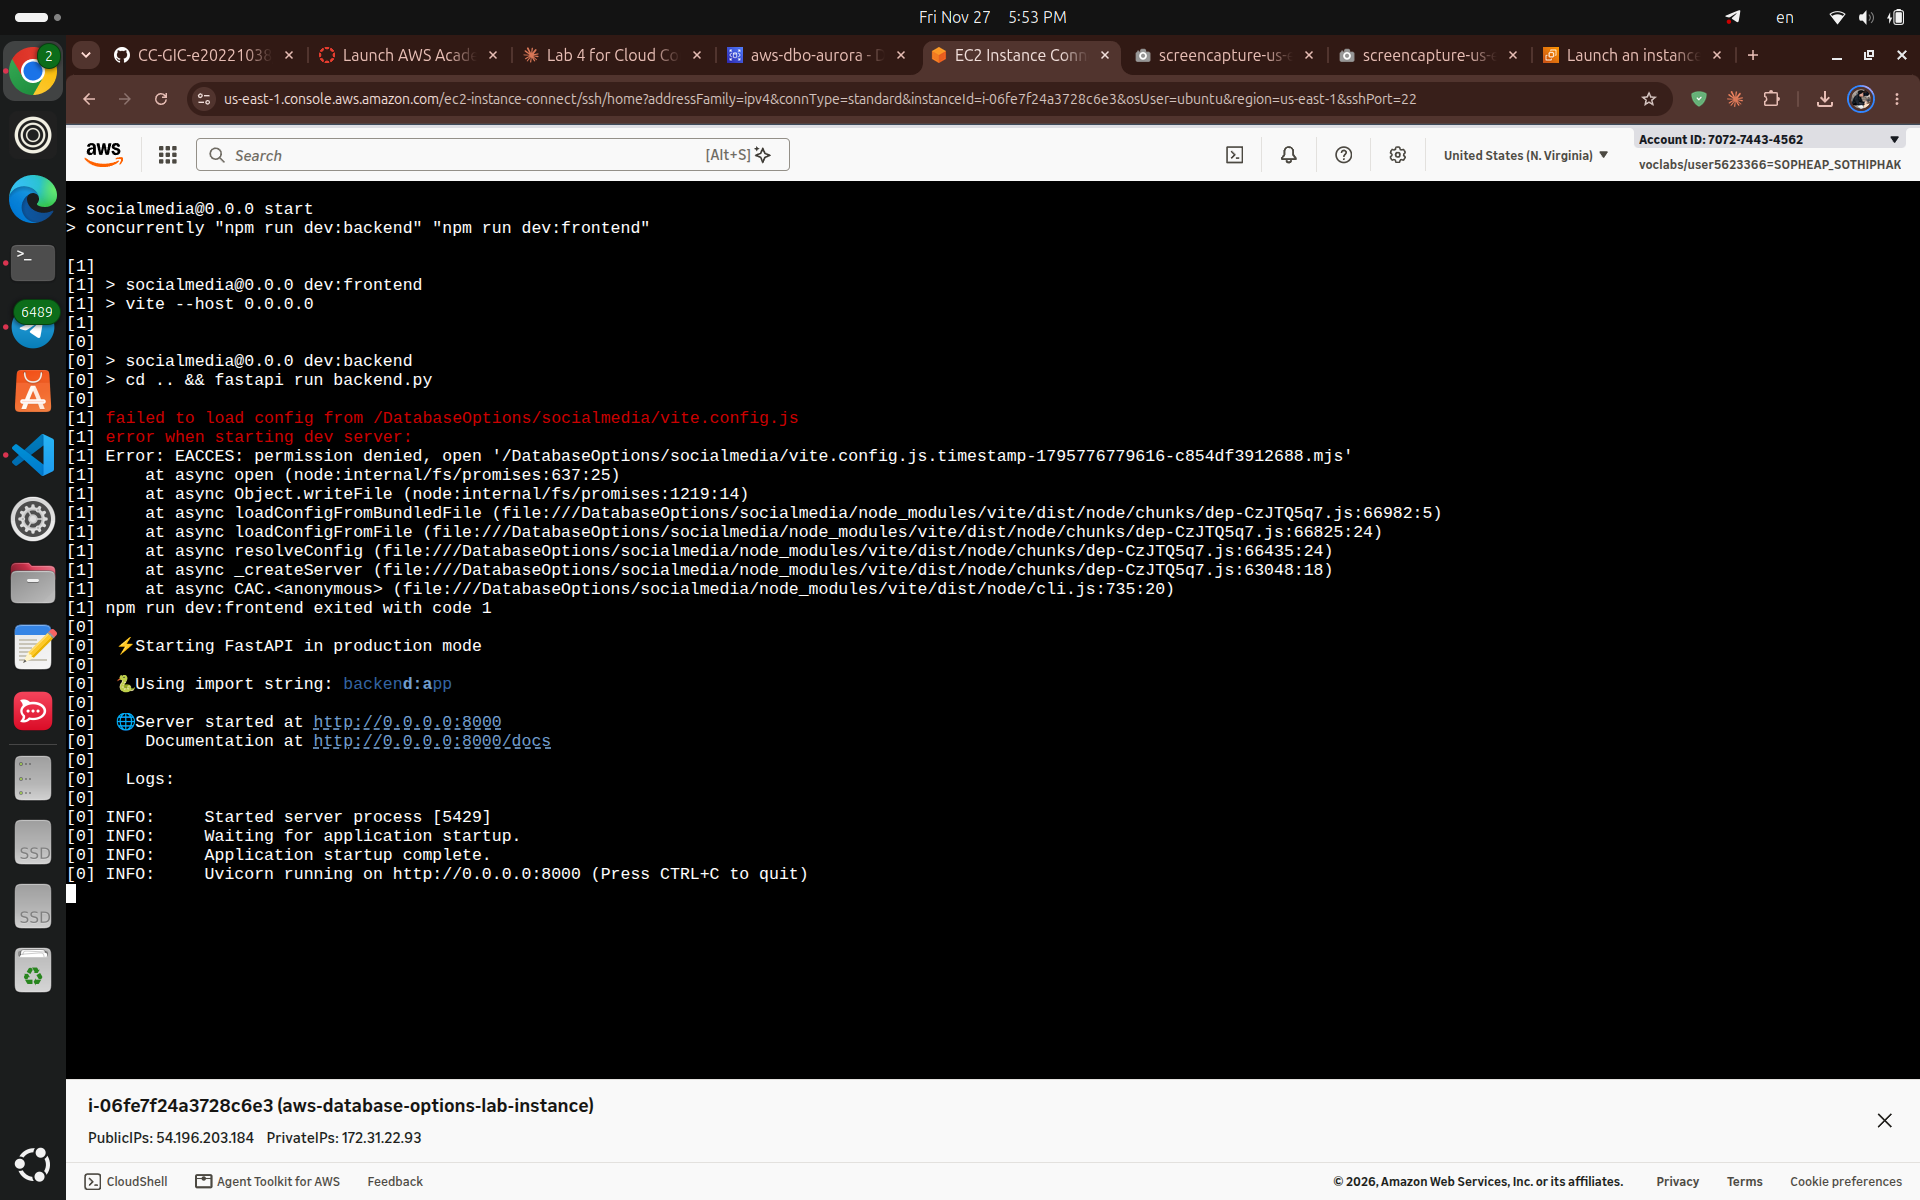 Fri Nov 27 5:53 PM
en
2
CC-GIC-e20221038
Launch AWS Acade
Lab 4 for Cloud Co
aws-dbo-aurora - D
EC2 Instance Conn
screencapture-us-e
screencapture-us-e
Launch an instance
us-east-1.console.aws.amazon.com/ec2-instance-connect/ssh/home?addressFamily=ipv4&connType=standard&instanceId=i-06fe7f24a3728c6e3&osUser=ubuntu&region=us-east-1&sshPort=22
aws
Search
[Alt+S]
United States (N. Virginia)
Account ID: 7072-7443-4562
voclabs/user5623366=SOPHEAP_SOTHIPHAK
6489
SSD
SSD
> socialmedia@0.0.0 start
> concurrently "npm run dev:backend" "npm run dev:frontend"
[1]
[1] > socialmedia@0.0.0 dev:frontend
[1] > vite --host 0.0.0.0
[1]
[0]
[0] > socialmedia@0.0.0 dev:backend
[0] > cd .. && fastapi run backend.py
[0]
[1] failed to load config from /DatabaseOptions/socialmedia/vite.config.js
[1] error when starting dev server:
[1] Error: EACCES: permission denied, open '/DatabaseOptions/socialmedia/vite.config.js.timestamp-1795776779616-c854df3912688.mjs'
[1]     at async open (node:internal/fs/promises:637:25)
[1]     at async Object.writeFile (node:internal/fs/promises:1219:14)
[1]     at async loadConfigFromBundledFile (file:///DatabaseOptions/socialmedia/node_modules/vite/dist/node/chunks/dep-CzJTQ5q7.js:66982:5)
[1]     at async loadConfigFromFile (file:///DatabaseOptions/socialmedia/node_modules/vite/dist/node/chunks/dep-CzJTQ5q7.js:66825:24)
[1]     at async resolveConfig (file:///DatabaseOptions/socialmedia/node_modules/vite/dist/node/chunks/dep-CzJTQ5q7.js:66435:24)
[1]     at async _createServer (file:///DatabaseOptions/socialmedia/node_modules/vite/dist/node/chunks/dep-CzJTQ5q7.js:63048:18)
[1]     at async CAC.<anonymous> (file:///DatabaseOptions/socialmedia/node_modules/vite/dist/node/cli.js:735:20)
[1] npm run dev:frontend exited with code 1
[0]
[0]  ⚡Starting FastAPI in production mode
[0]
[0]  🐍Using import string: backend:app
[0]
[0]  🌐Server started at http://0.0.0.0:8000
[0]     Documentation at http://0.0.0.0:8000/docs
[0]
[0]   Logs:
[0]
[0] INFO:     Started server process [5429]
[0] INFO:     Waiting for application startup.
[0] INFO:     Application startup complete.
[0] INFO:     Uvicorn running on http://0.0.0.0:8000 (Press CTRL+C to quit)
i-06fe7f24a3728c6e3 (aws-database-options-lab-instance)
PublicIPs: 54.196.203.184 PrivateIPs: 172.31.22.93
CloudShell Agent Toolkit for AWS Feedback
© 2026, Amazon Web Services, Inc. or its affiliates. Privacy Terms Cookie preferences